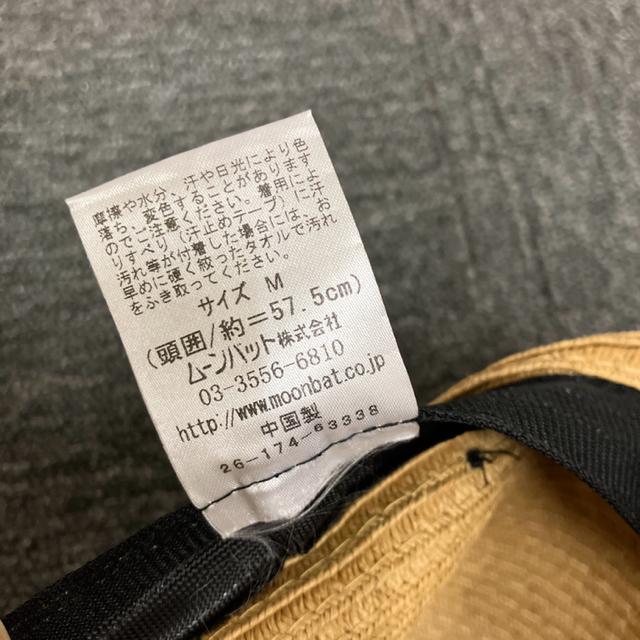 摩擦や水分、汗や日光により色
落ち、変色することがあります
のでご注意ください。着用に
よりすべり(汗止めテープ)に汗
汚れ等が付着した場合には、お
早めに硬く絞ったタオルで汚れ
をふき取ってください。
サイズ M
(頭囲/約=57.5cm)
ムーンバット株式会社
03-3556-6810
http://www.moonbat.co.jp
中国製
26-174-63338